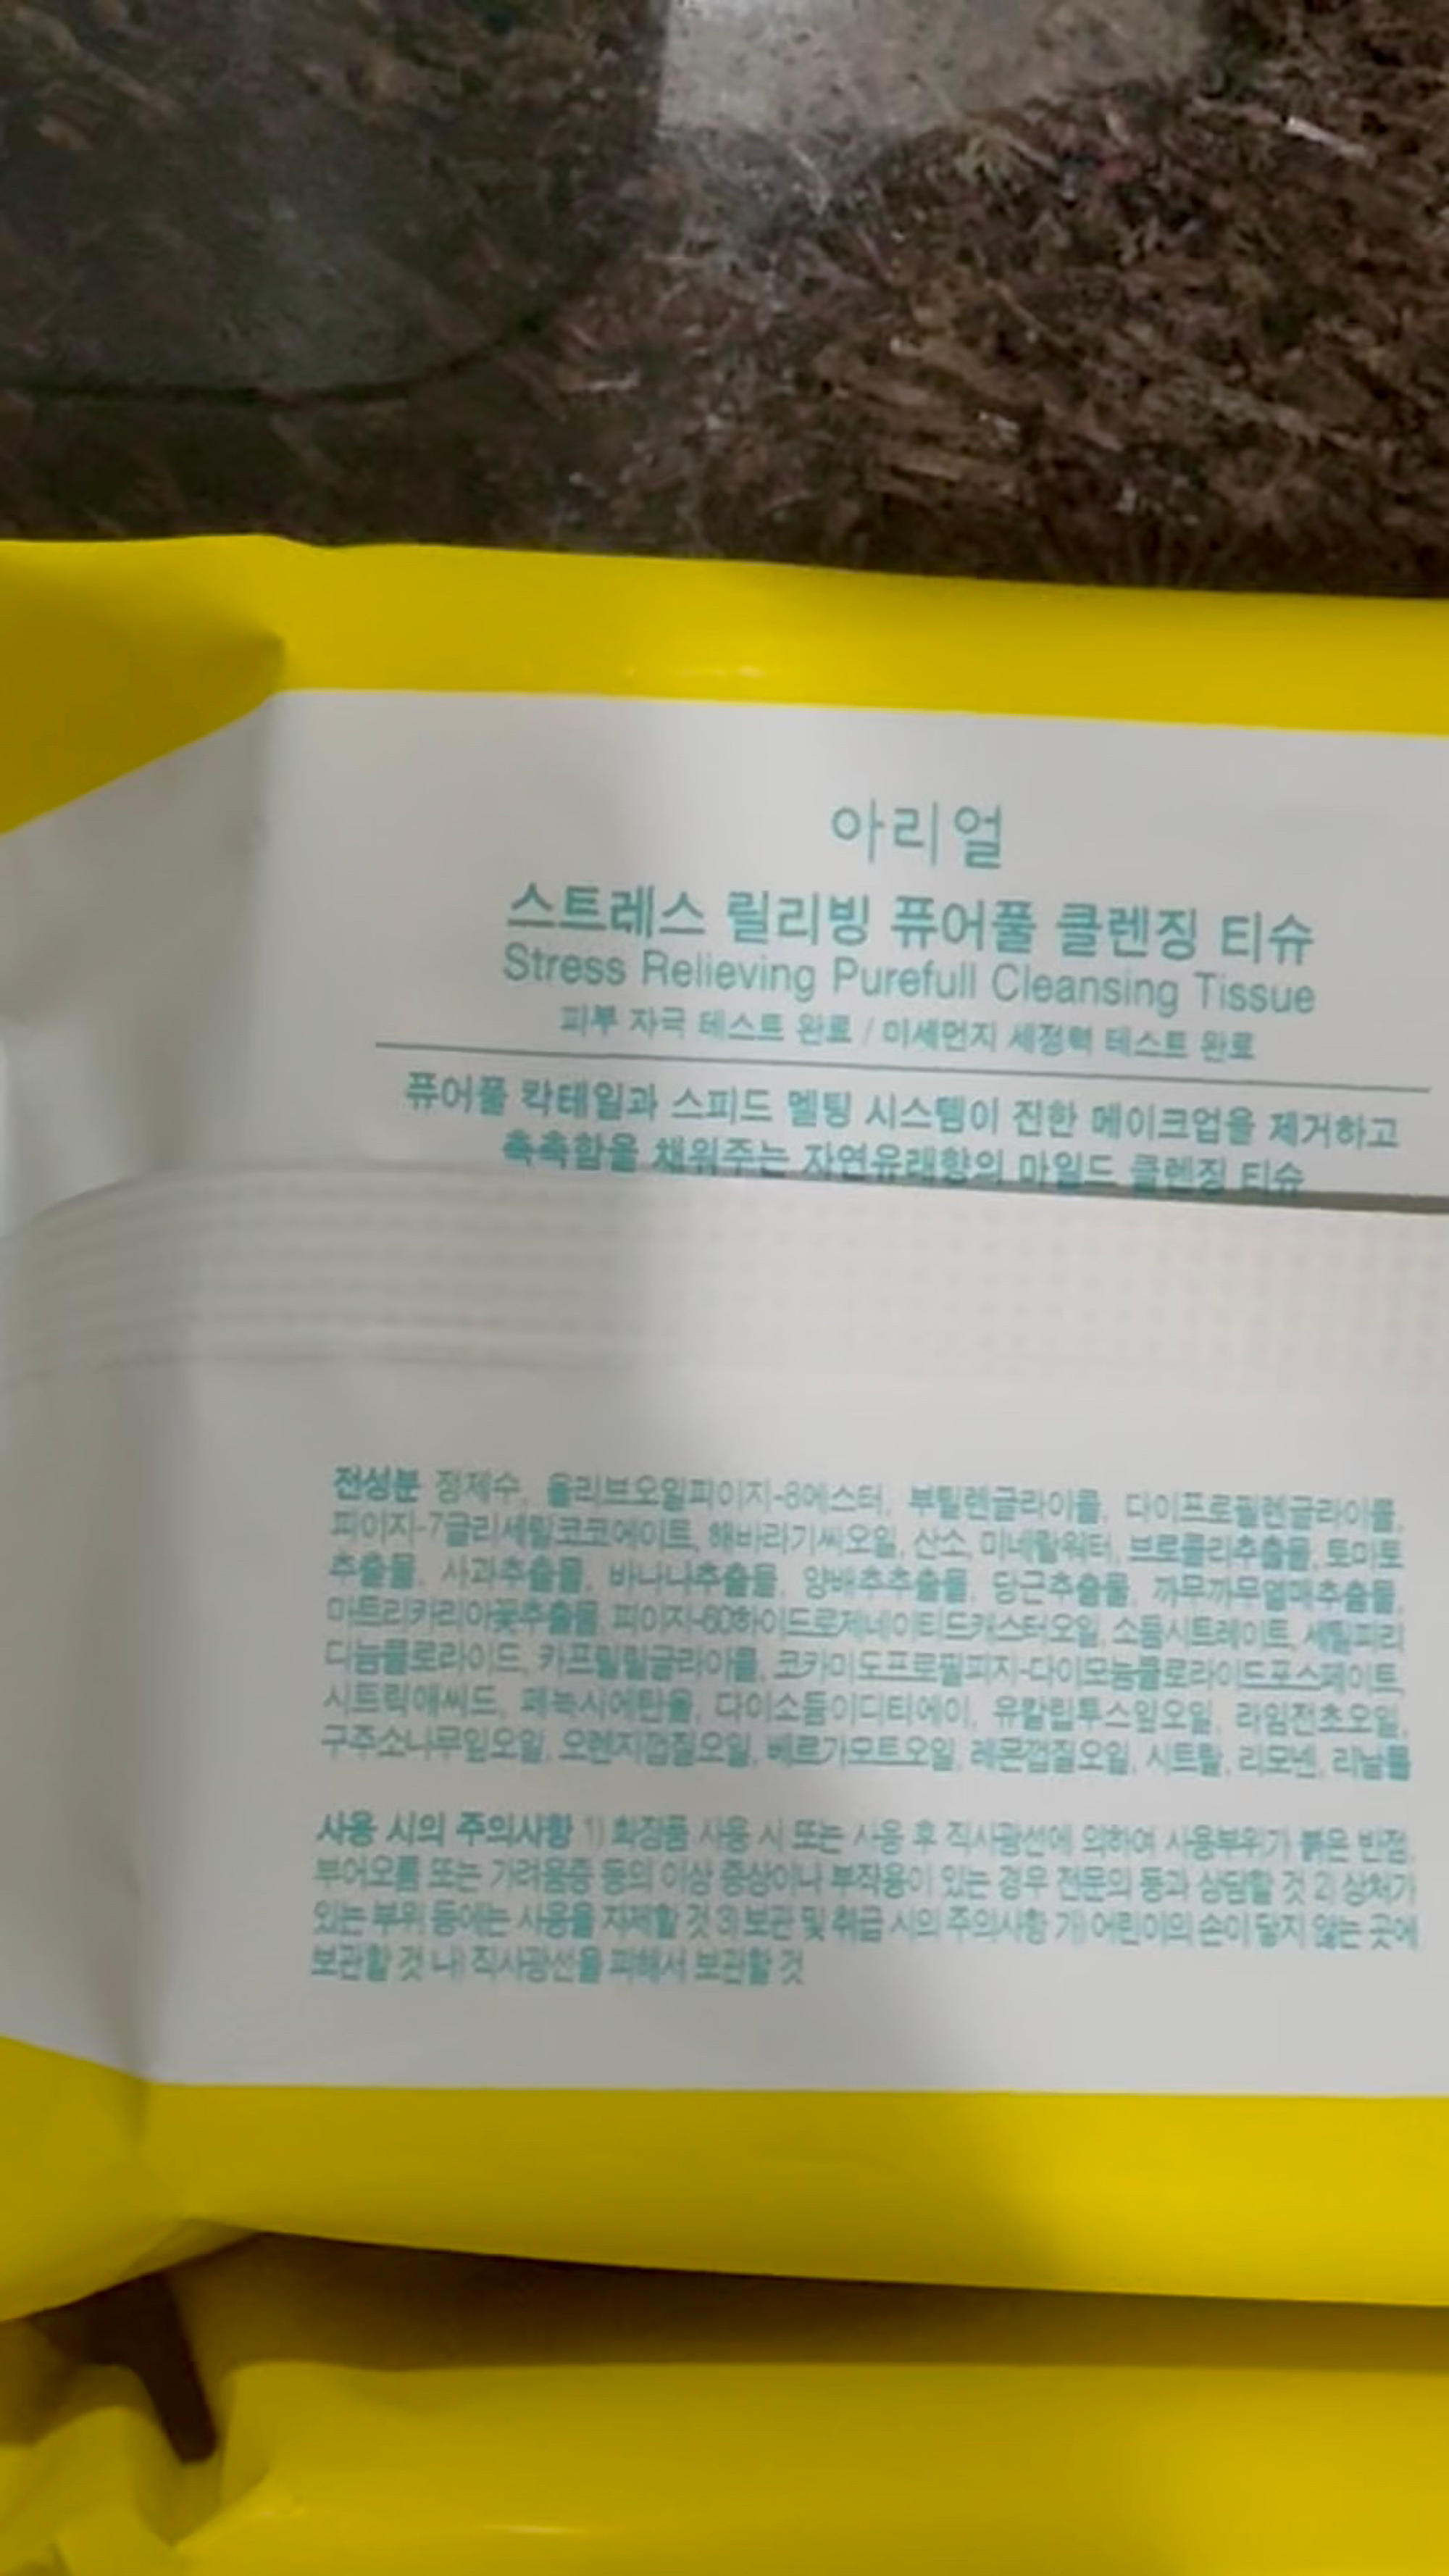 아리얼
스트레스 릴리빙 퓨어풀 클렌징 티슈
Stress Relieving Purefull Cleansing Tissue
피부 자극 테스트 완료 / 미세먼지 세정력 테스트 완료
퓨어풀 칵테일과 스피드 멜팅 시스템이 진한 메이크업을 제거하고
촉촉함을 채워주는 자연유래향의 마일드 클렌징 티슈
전성분 정제수, 올리브오일피이지-8에스터, 부틸렌글라이콜, 다이프로필렌글라이콜,
피이지-7글리세릴코코에이트, 해바라기씨오일, 산소, 미네랄워터, 브로콜리추출물, 토마토
추출물, 사과추출물, 바나나추출물, 양배추추출물, 당근추출물, 까무까무열매추출물,
마트리카리아꽃추출물, 피이지-60하이드로제네이티드캐스터오일, 소듐시트레이트, 세틸피리
디늄클로라이드, 카프릴릴글라이콜, 코카미도프로필피지-다이모늄클로라이드포스페이트,
시트릭애씨드, 페녹시에탄올, 다이소듐이디티에이, 유칼립투스잎오일, 라임전초오일,
구주소나무잎오일, 오렌지껍질오일, 베르가모트오일, 레몬껍질오일, 시트랄, 리모넨, 리날룰
사용 시의 주의사항 1) 화장품 사용 시 또는 사용 후 직사광선에 의하여 사용부위가 붉은 반점,
부어오름 또는 가려움증 등의 이상 증상이나 부작용이 있는 경우 전문의 등과 상담할 것 2) 상처가
있는 부위 등에는 사용을 자제할 것 3) 보관 및 취급 시의 주의사항 가) 어린이의 손이 닿지 않는 곳에
보관할 것 나) 직사광선을 피해서 보관할 것